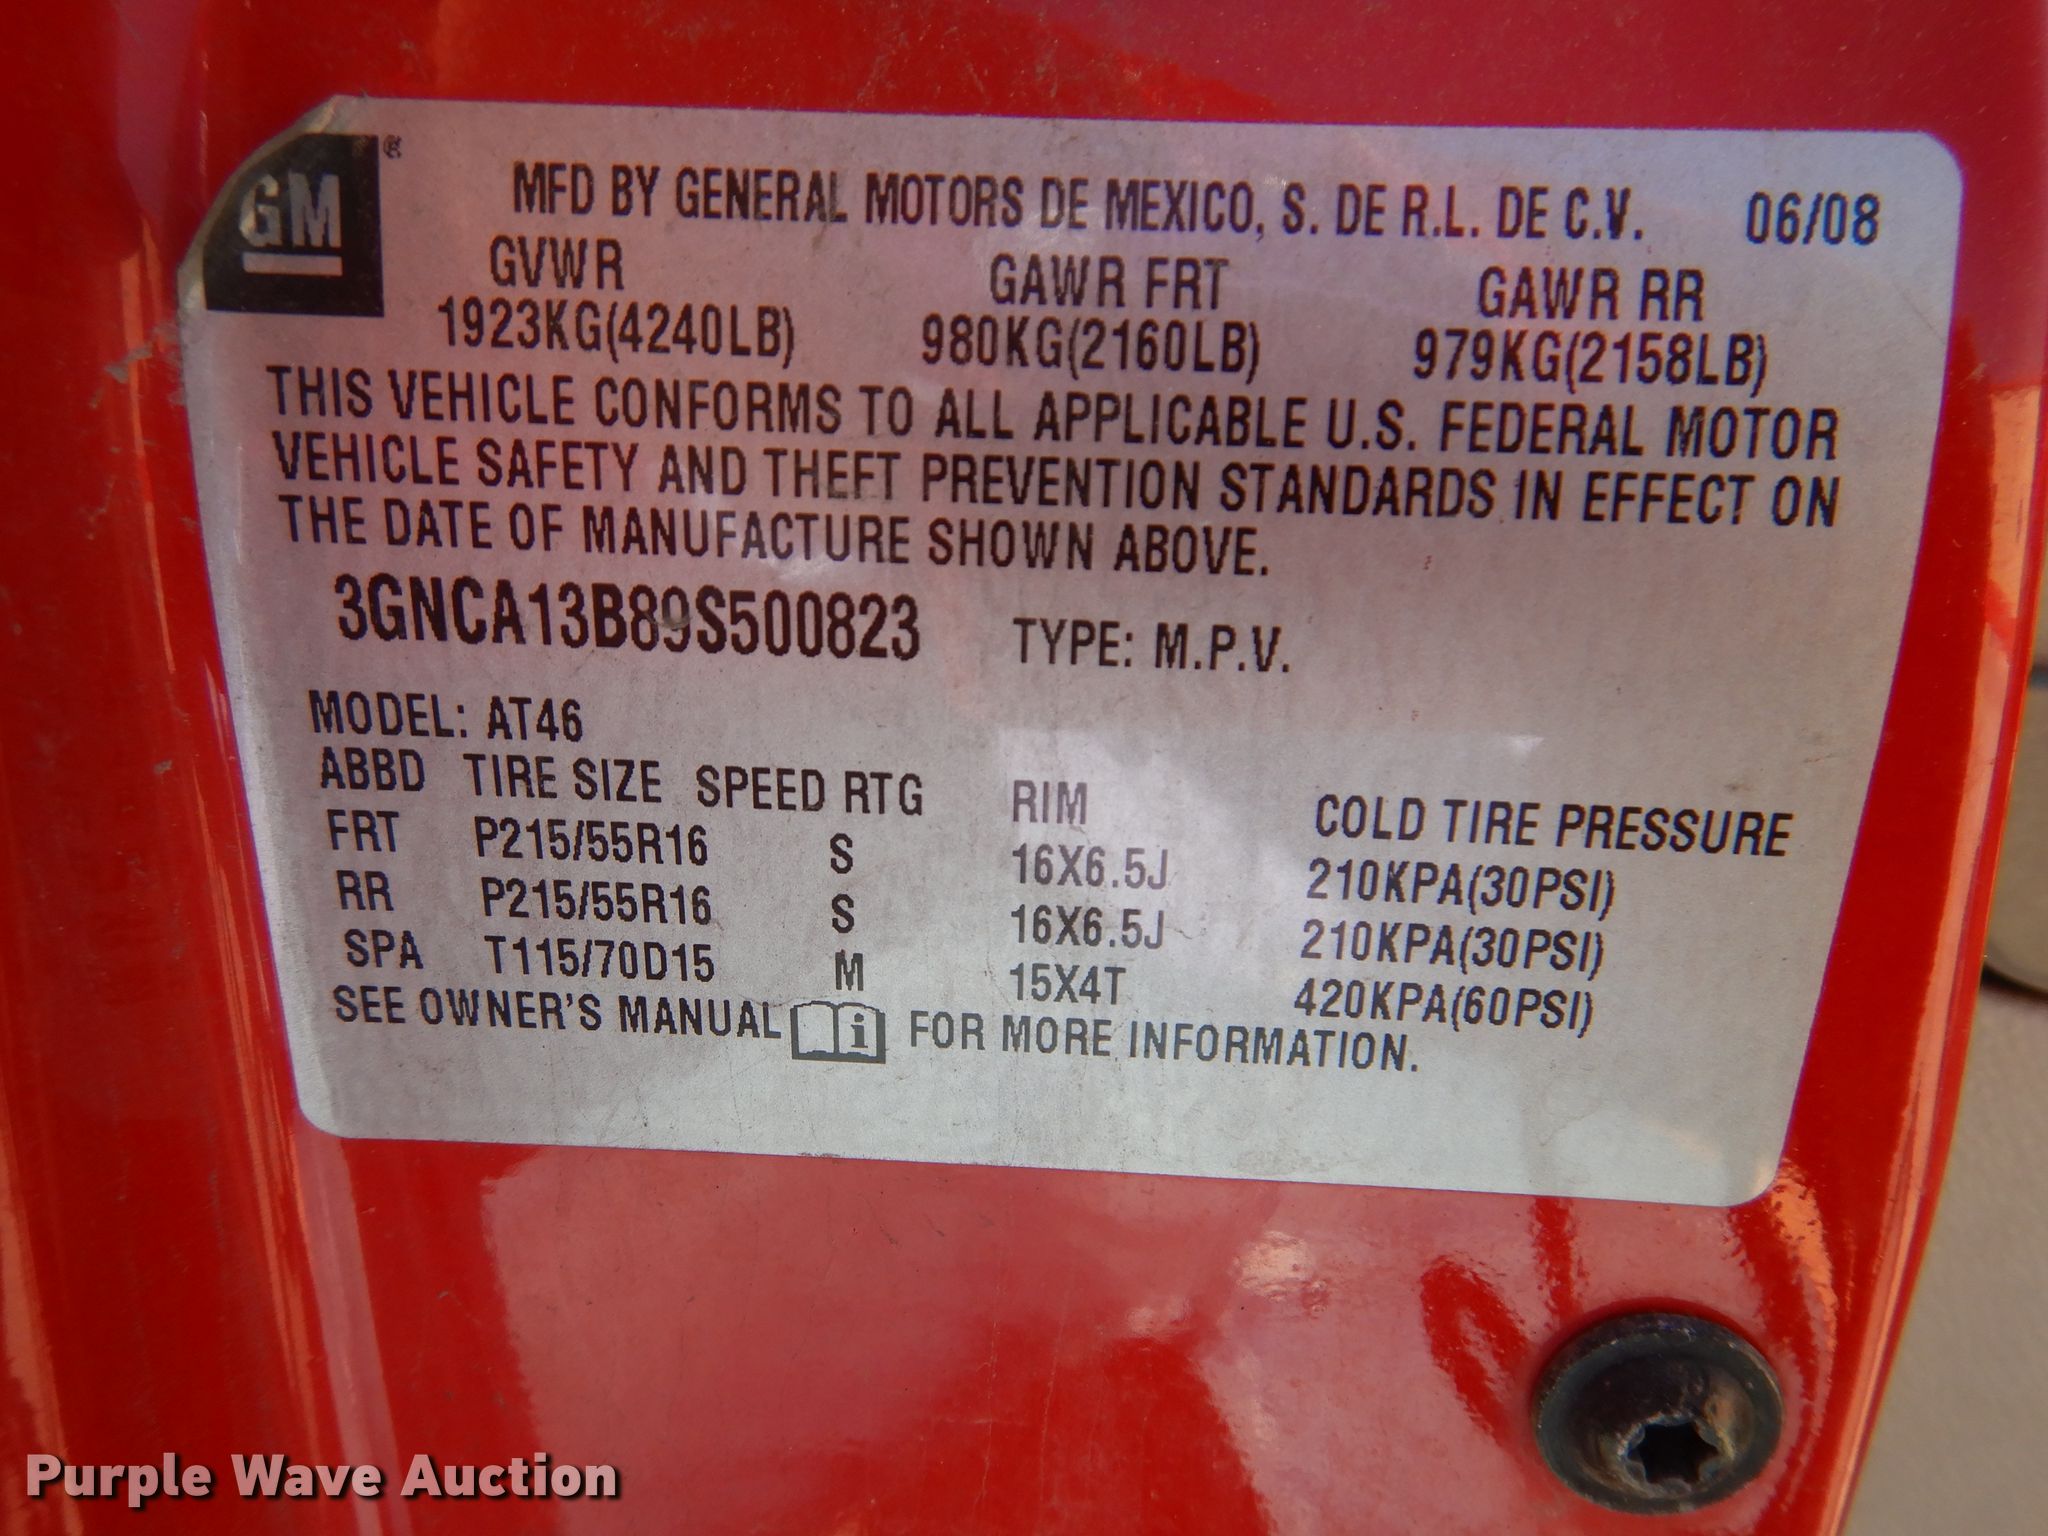 GM ®
MFD BY GENERAL MOTORS DE MEXICO, S. DE R.L. DE C.V. 06/08
GVWR GAWR FRT GAWR RR
1923KG(4240LB) 980KG(2160LB) 979KG(2158LB)
THIS VEHICLE CONFORMS TO ALL APPLICABLE U.S. FEDERAL MOTOR
VEHICLE SAFETY AND THEFT PREVENTION STANDARDS IN EFFECT ON
THE DATE OF MANUFACTURE SHOWN ABOVE.
3GNCA13B89S500823 TYPE: M.P.V.
MODEL: AT46
ABBD TIRE SIZE SPEED RTG RIM COLD TIRE PRESSURE
FRT P215/55R16 S 16X6.5J 210KPA(30PSI)
RR P215/55R16 S 16X6.5J 210KPA(30PSI)
SPA T115/70D15 M 15X4T 420KPA(60PSI)
SEE OWNER'S MANUAL i FOR MORE INFORMATION.
Purple Wave Auction